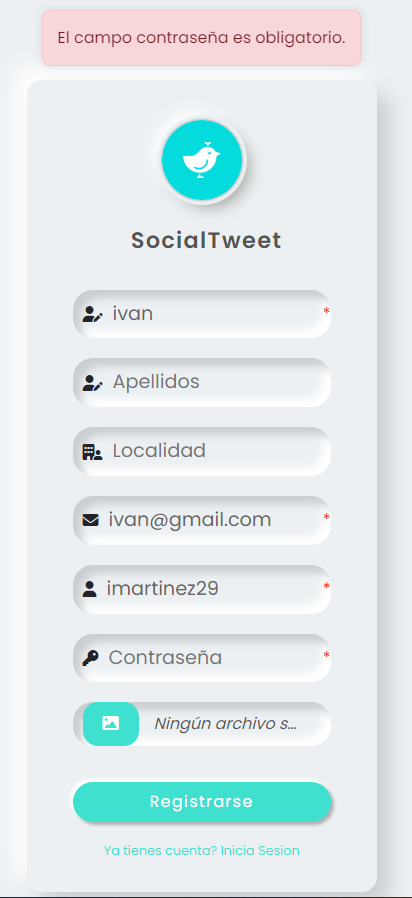 El campo contraseña es obligatorio.
SocialTweet
ivan *
Apellidos
Localidad
ivan@gmail.com *
imartinez29 *
Contraseña *
Ningún archivo s...
Registrarse
Ya tienes cuenta? Inicia Sesion